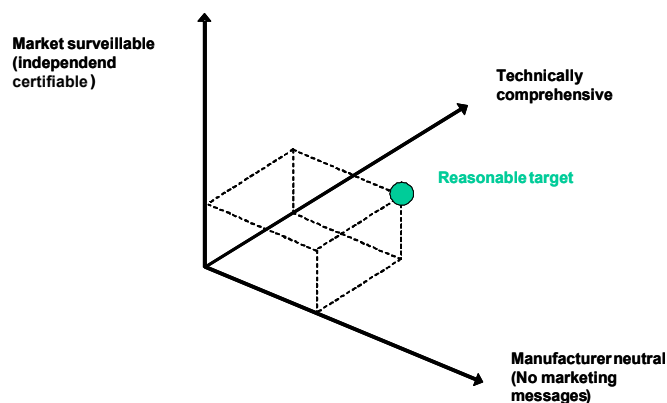 Market surveillable
(independend
certifiable )
Technically
comprehensive
Reasonable target
Manufacturer neutral
(No marketing
messages)